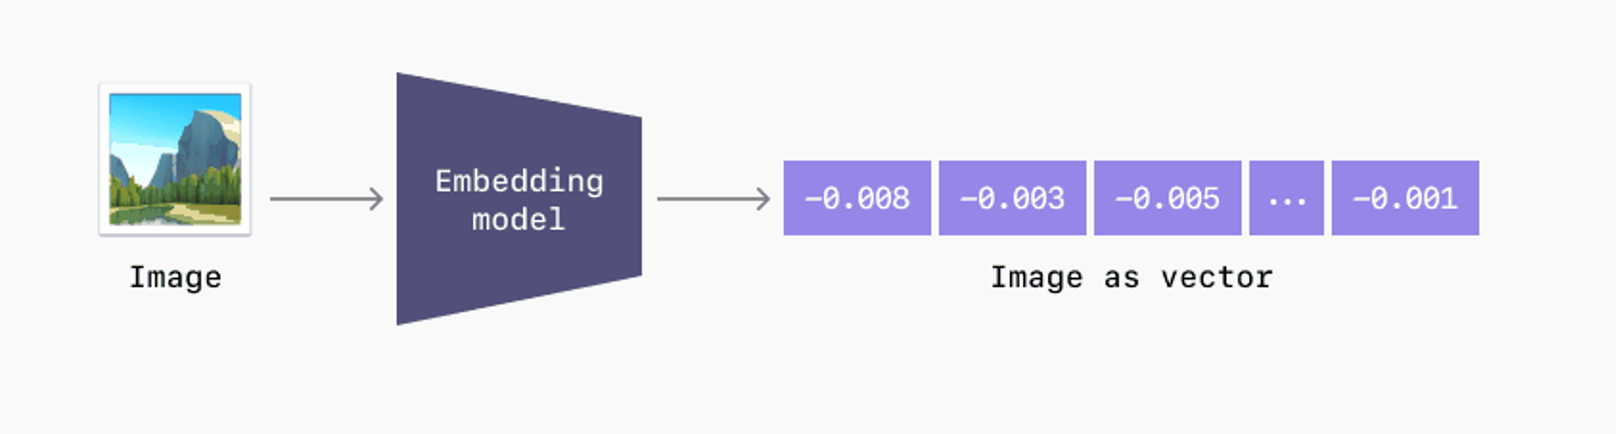 Embedding
model
−0.008 −0.003 −0.005 ... −0.001
Image
Image as vector